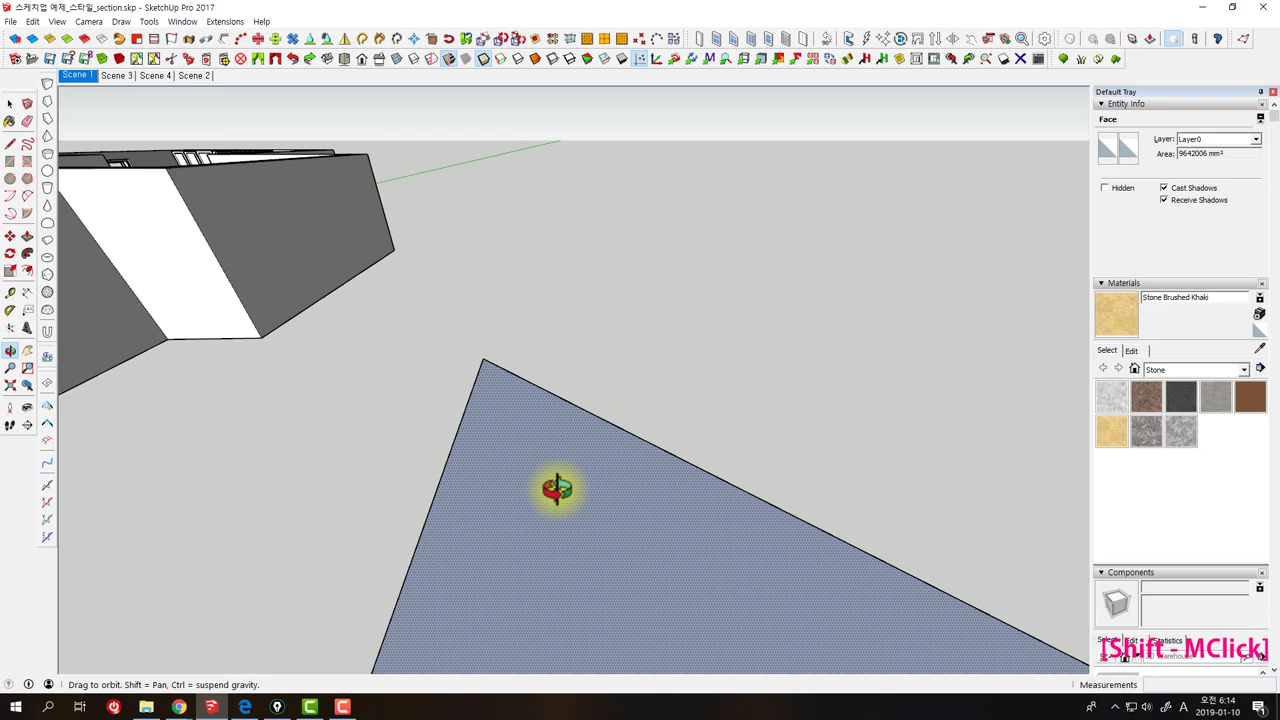 스케치업 예제_스타일_section.skp - SketchUp Pro 2017
File Edit View Camera Draw Tools Window Extensions Help
Scene 1 Scene 3 Scene 4 Scene 2
Default Tray
Entity Info
Face
Layer: Layer0
Area: 9642006 mm²
Hidden Cast Shadows
Receive Shadows
Materials
Stone Brushed Khaki
Select Edit
Stone
Components
Select Edit Statistics
[Shift - MClick]
Drag to orbit. Shift = Pan, Ctrl = suspend gravity.
Measurements
A 오전 6:14
2019-01-10